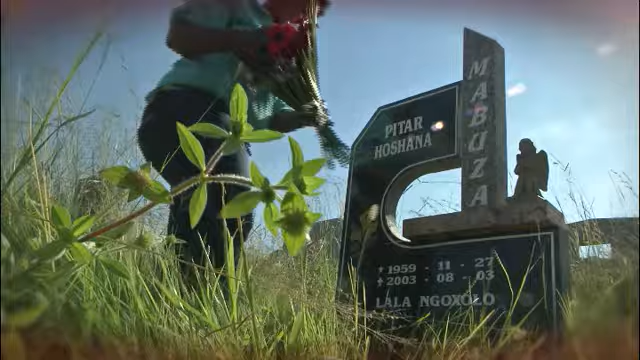 PITAR
HOSHANA
MABUZA
* 1959 - 11 - 27
† 2003 - 08 - 03
LALA NGOXOLO